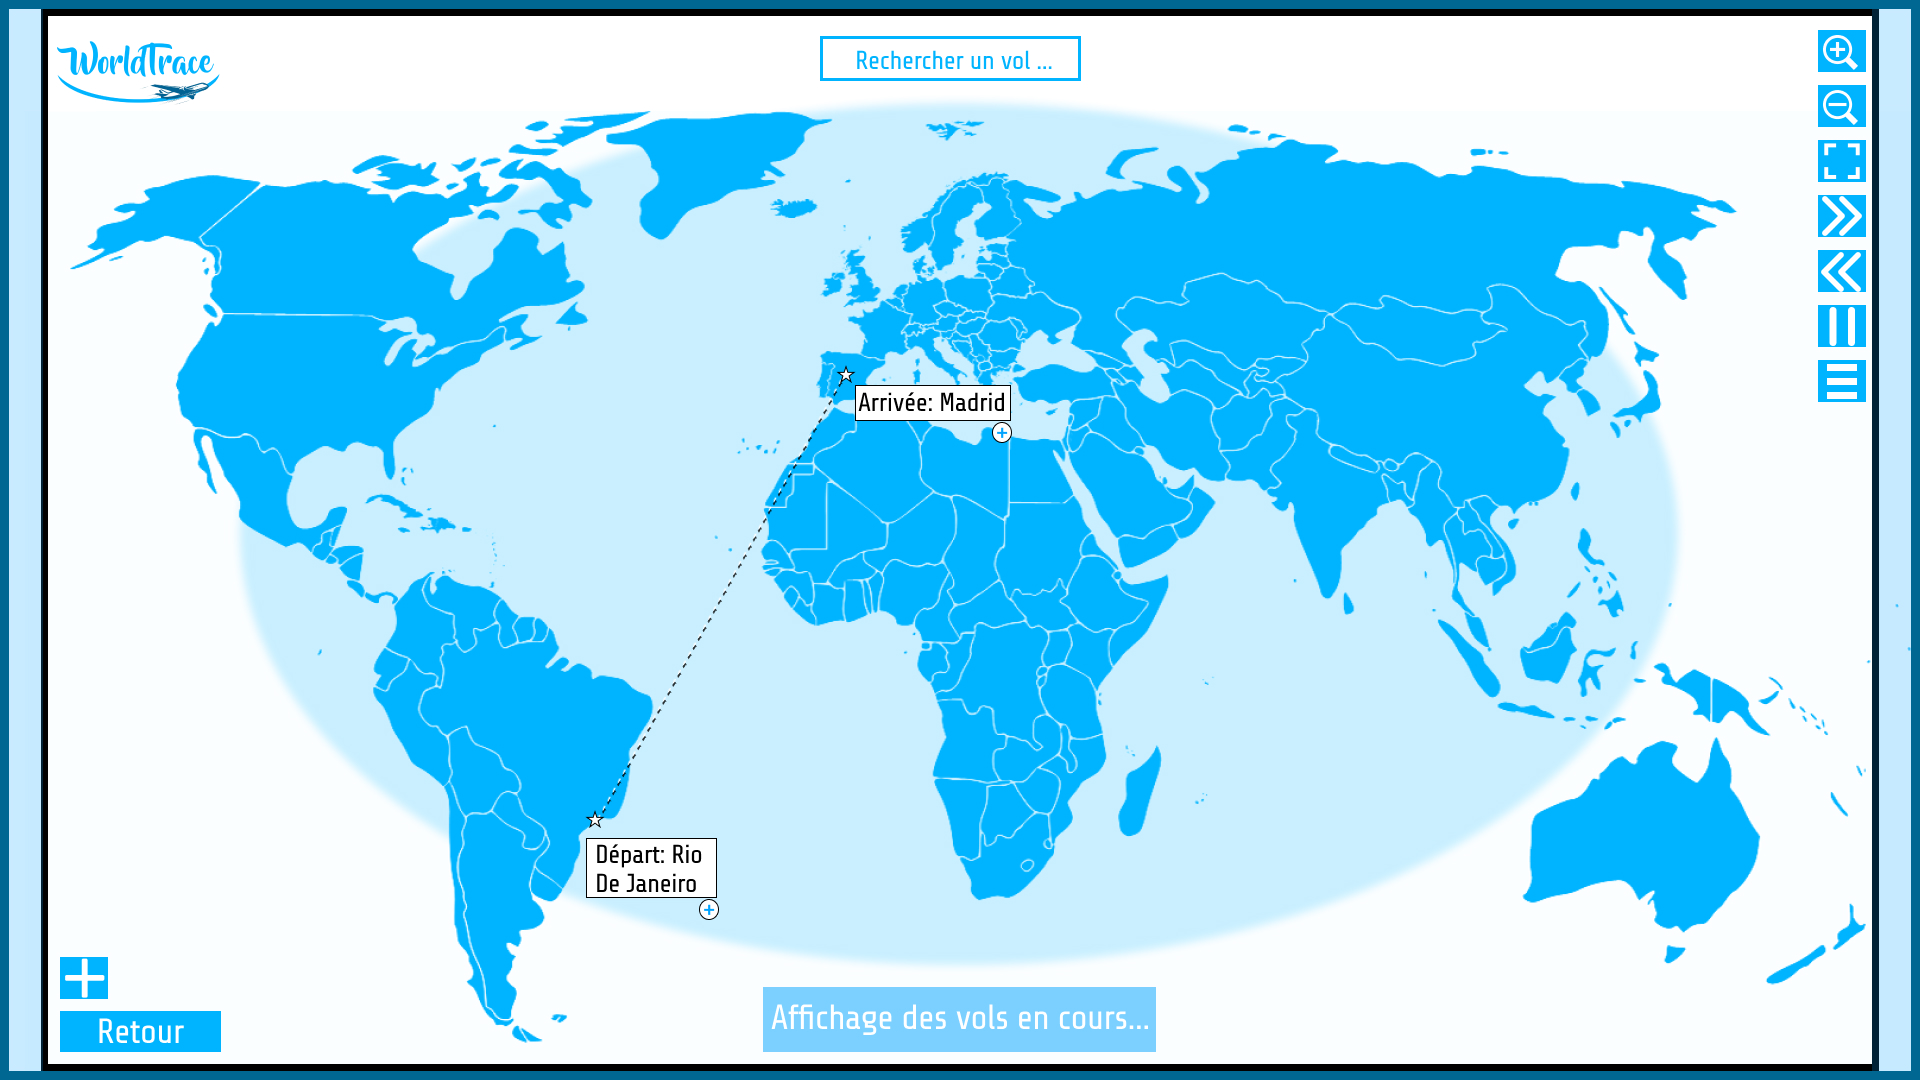 WorldTrace
Rechercher un vol ...
Arrivée: Madrid
Départ: Rio
De Janeiro
Retour
Affichage des vols en cours...